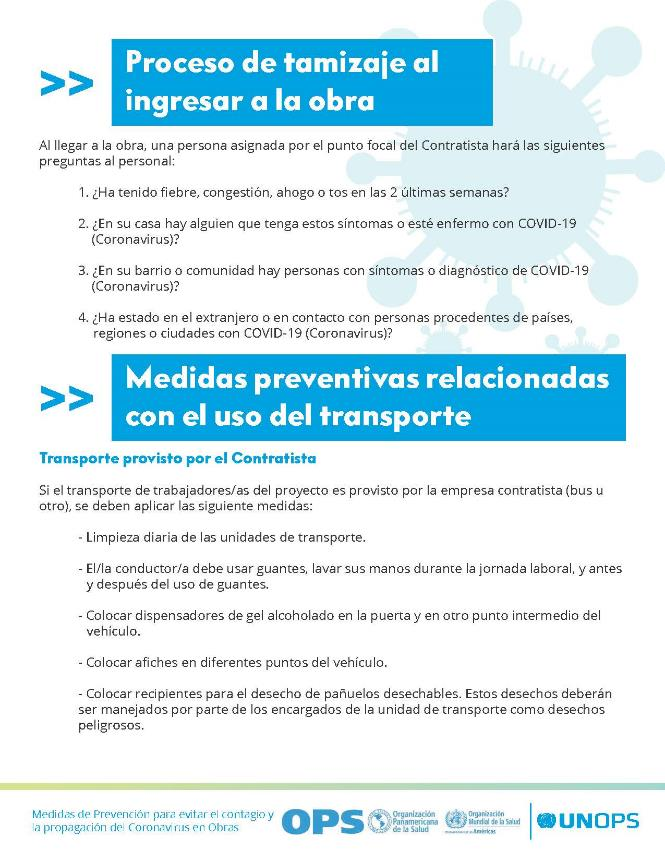 >> Proceso de tamizaje al
ingresar a la obra
Al llegar a la obra, una persona asignada por el punto focal del Contratista hará las siguientes
preguntas al personal:
1. ¿Ha tenido fiebre, congestión, ahogo o tos en las 2 últimas semanas?
2. ¿En su casa hay alguien que tenga estos síntomas o esté enfermo con COVID-19
(Coronavirus)?
3. ¿En su barrio o comunidad hay personas con síntomas o diagnóstico de COVID-19
(Coronavirus)?
4. ¿Ha estado en el extranjero o en contacto con personas procedentes de países,
regiones o ciudades con COVID-19 (Coronavirus)?
>> Medidas preventivas relacionadas
con el uso del transporte
Transporte provisto por el Contratista
Si el transporte de trabajadores/as del proyecto es provisto por la empresa contratista (bus u
otro), se deben aplicar las siguiente medidas:
- Limpieza diaria de las unidades de transporte.
- El/la conductor/a debe usar guantes, lavar sus manos durante la jornada laboral, y antes
y después del uso de guantes.
- Colocar dispensadores de gel alcoholado en la puerta y en otro punto intermedio del
vehículo.
- Colocar afiches en diferentes puntos del vehículo.
- Colocar recipientes para el desecho de pañuelos desechables. Estos desechos deberán
ser manejados por parte de los encargados de la unidad de transporte como desechos
peligrosos.
Medidas de Prevención para evitar el contagio y
la propagación del Coronavirus en Obras
OPS
Organización
Panamericana
de la Salud
Organización
Mundial de la Salud
Américas
UNOPS